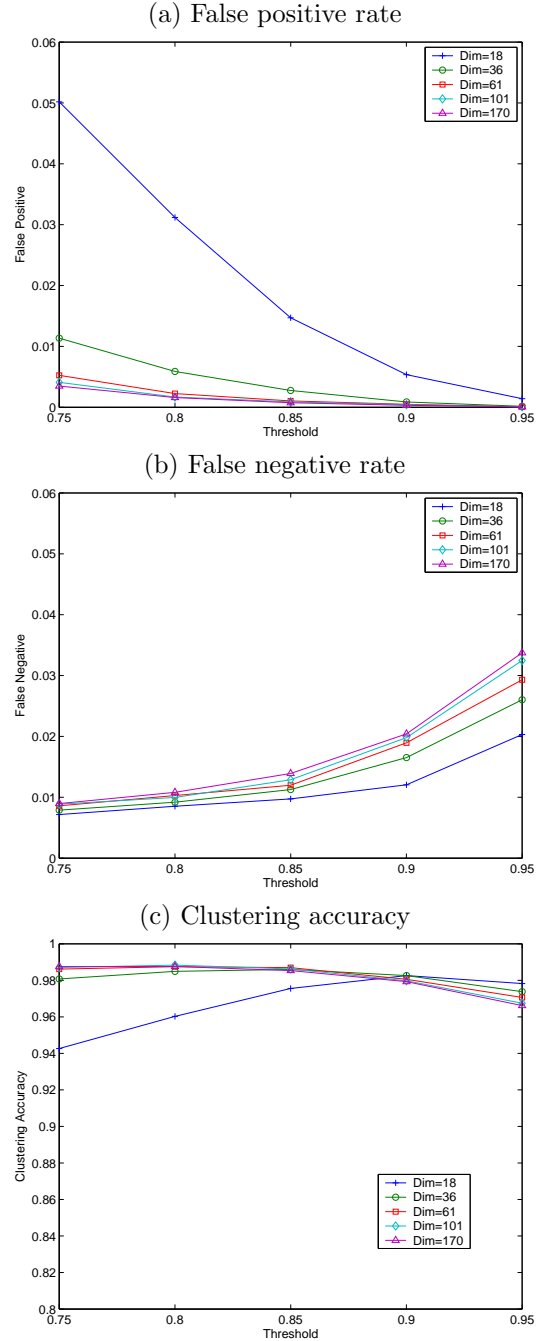 (a) False positive rate
0.06
0.05
0.04
0.03
0.02
0.01
0
False Positive
Dim=18
Dim=36
Dim=61
Dim=101
Dim=170
0.75
0.8
0.85
0.9
0.95
Threshold
(b) False negative rate
0.06
0.05
0.04
0.03
0.02
0.01
0
False Negative
Dim=18
Dim=36
Dim=61
Dim=101
Dim=170
0.75
0.8
0.85
0.9
0.95
Threshold
(c) Clustering accuracy
1
0.98
0.96
0.94
0.92
0.9
0.88
0.86
0.84
0.82
0.8
Clustering Accuracy
Dim=18
Dim=36
Dim=61
Dim=101
Dim=170
0.75
0.8
0.85
0.9
0.95
Threshold